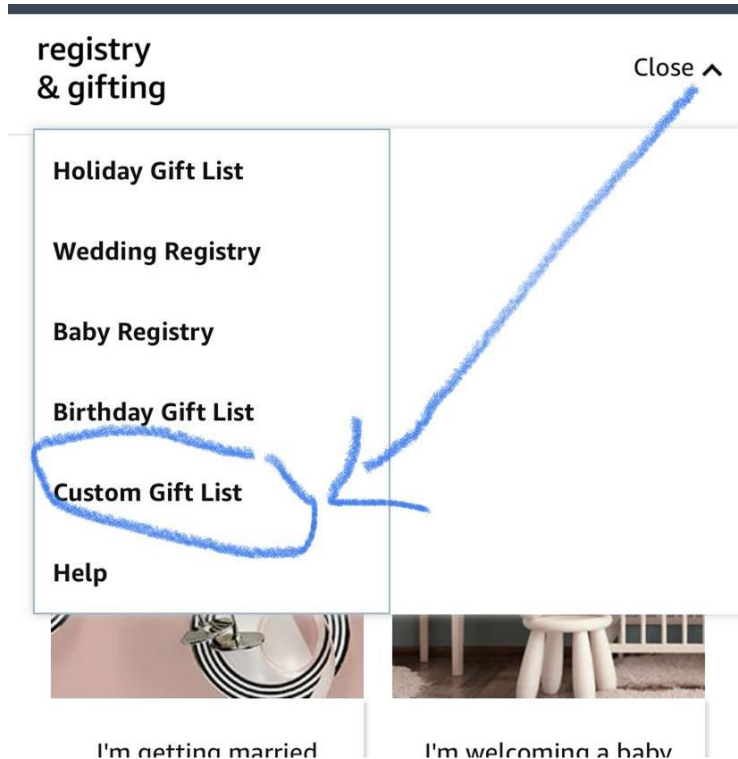 registry
& gifting
Close
Holiday Gift List
Wedding Registry
Baby Registry
Birthday Gift List
Custom Gift List
Help
I'm getting married
I'm welcoming a baby